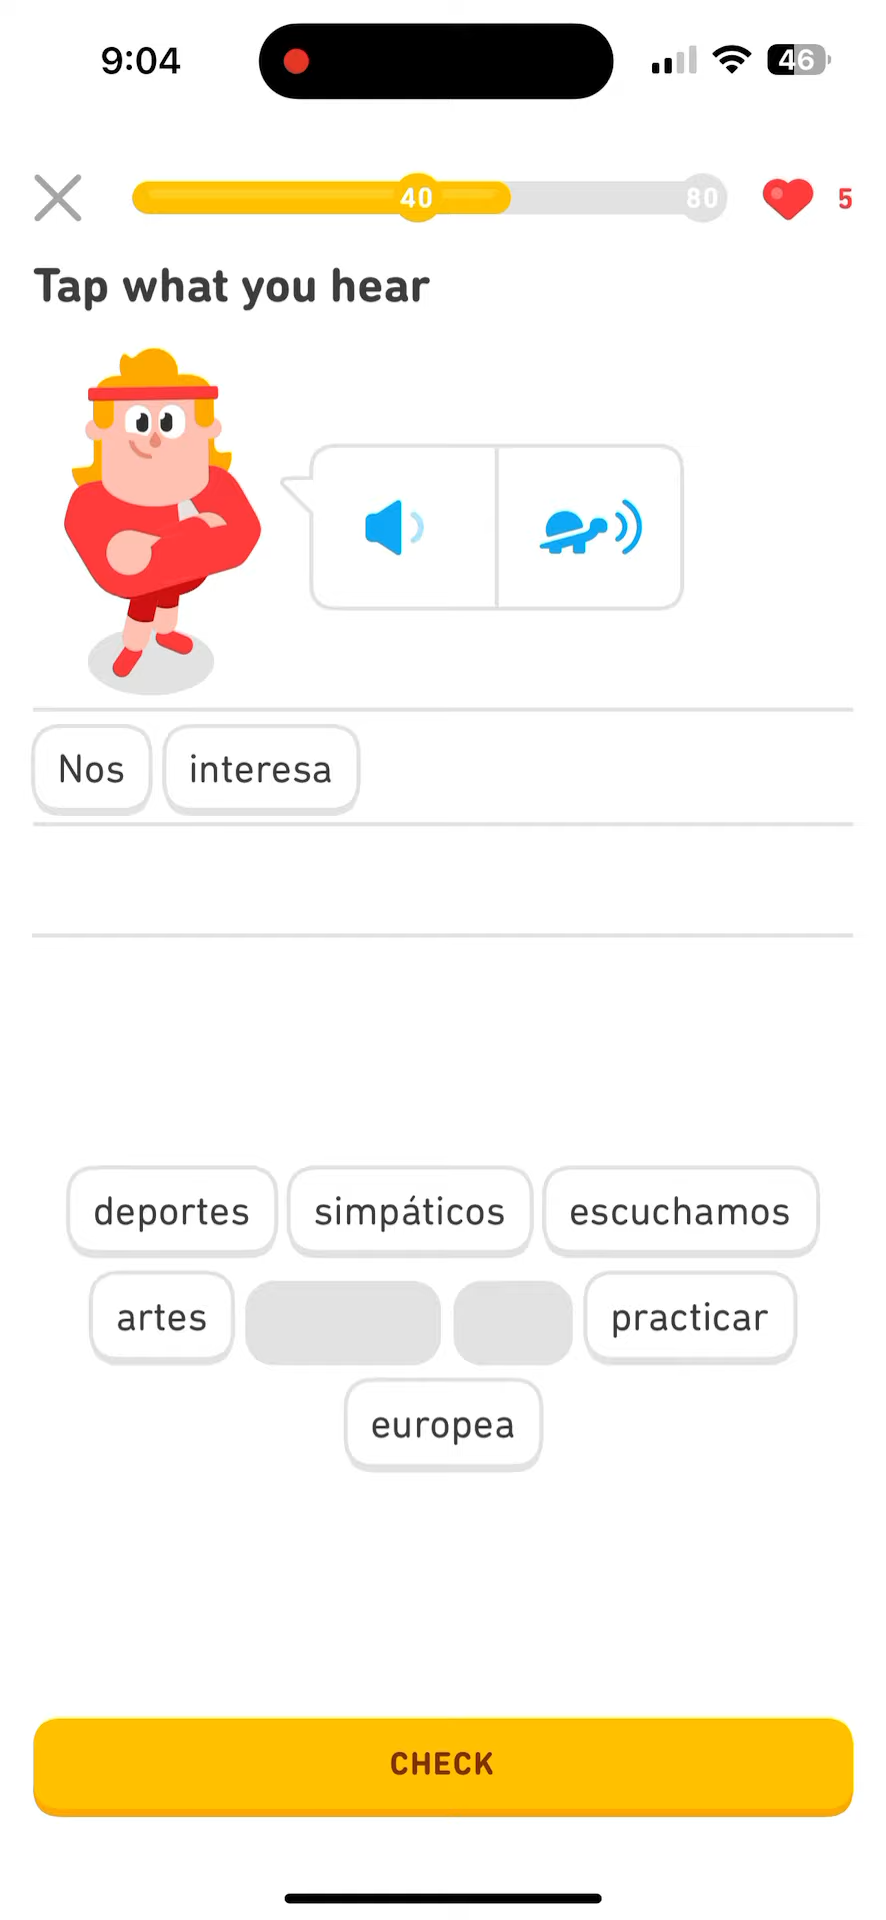 9:04
46
40 80 5
Tap what you hear
Nos interesa
deportes simpáticos escuchamos
artes practicar
europea
CHECK